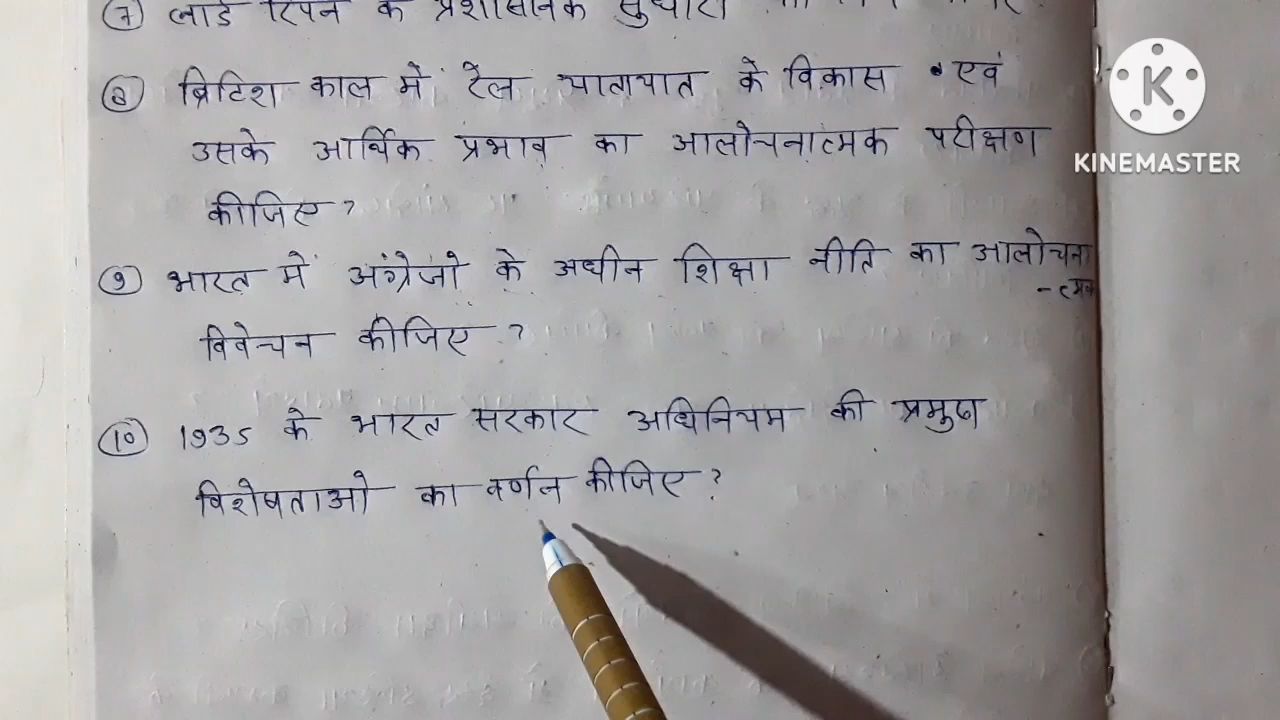 (7) लार्ड रिपन के प्रशासनिक सुधारो
(8) ब्रिटिश काल में रेल यातायात के विकास एवं
उसके आर्थिक प्रभाव का आलोचनात्मक परीक्षण
कीजिए ?
(9) भारत में अंग्रेजो के अधीन शिक्षा नीति का आलोचना
-त्मक
विवेचन कीजिए ?
(10) 1935 के भारत सरकार अधिनियम की प्रमुख
विशेषताओ का वर्णन कीजिए ?
K
KINEMASTER